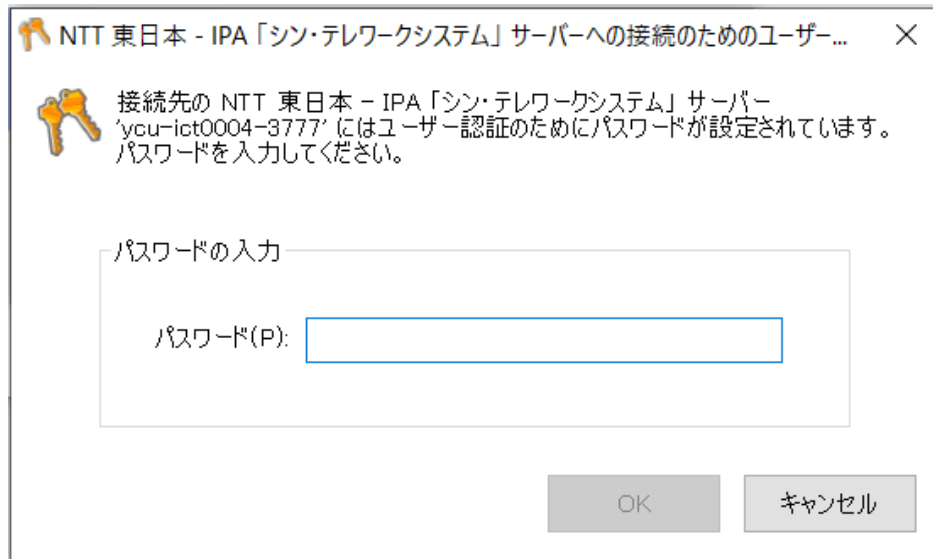 NTT 東日本 - IPA 「シン・テレワークシステム」 サーバーへの接続のためのユーザー...
接続先の NTT 東日本 - IPA 「シン・テレワークシステム」 サーバー
'ycu-ict0004-3777' にはユーザー認証のためにパスワードが設定されています。
パスワードを入力してください。
パスワードの入力
パスワード(P):
OK
キャンセル